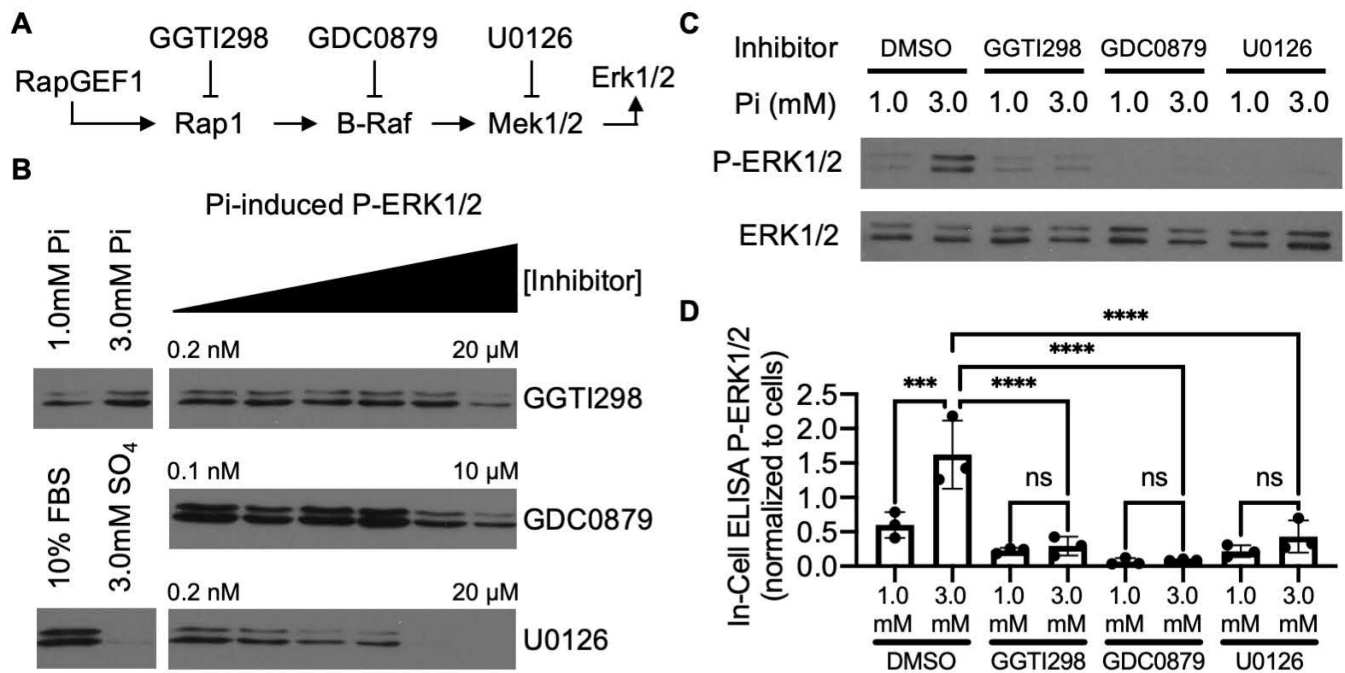 A
GGTI298 GDC0879 U0126
RapGEF1 Erk1/2
Rap1 B-Raf Mek1/2
B
Pi-induced P-ERK1/2
[Inhibitor]
1.0mM Pi
3.0mM Pi
0.2 nM 20 µM
GGTI298
10% FBS
3.0mM SO4
0.1 nM 10 µM
GDC0879
0.2 nM 20 µM
U0126
C
Inhibitor DMSO GGTI298 GDC0879 U0126
Pi (mM) 1.0 3.0 1.0 3.0 1.0 3.0 1.0 3.0
P-ERK1/2
ERK1/2
D
In-Cell ELISA P-ERK1/2
(normalized to cells)
****
****
*** ****
ns ns ns
2.5
2.0
1.5
1.0
0.5
0.0
1.0 3.0 1.0 3.0 1.0 3.0 1.0 3.0
mM mM mM mM mM mM mM mM
DMSO GGTI298 GDC0879 U0126